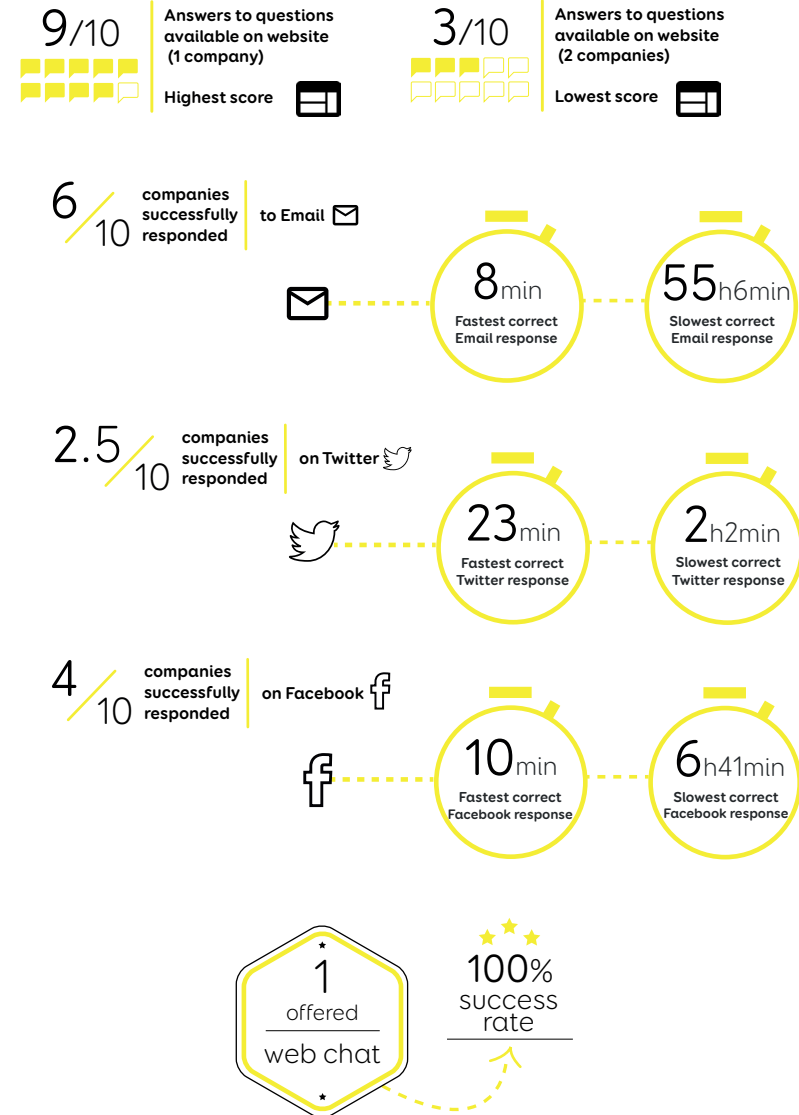 9/10
Answers to questions
available on website
(1 company)
Highest score
3/10
Answers to questions
available on website
(2 companies)
Lowest score
6/10
companies
successfully
responded
to Email
8min
Fastest correct
Email response
55h6min
Slowest correct
Email response
2.5/10
companies
successfully
responded
on Twitter
23min
Fastest correct
Twitter response
2h2min
Slowest correct
Twitter response
4/10
companies
successfully
responded
on Facebook
10min
Fastest correct
Facebook response
6h41min
Slowest correct
Facebook response
1
offered
web chat
100%
success
rate